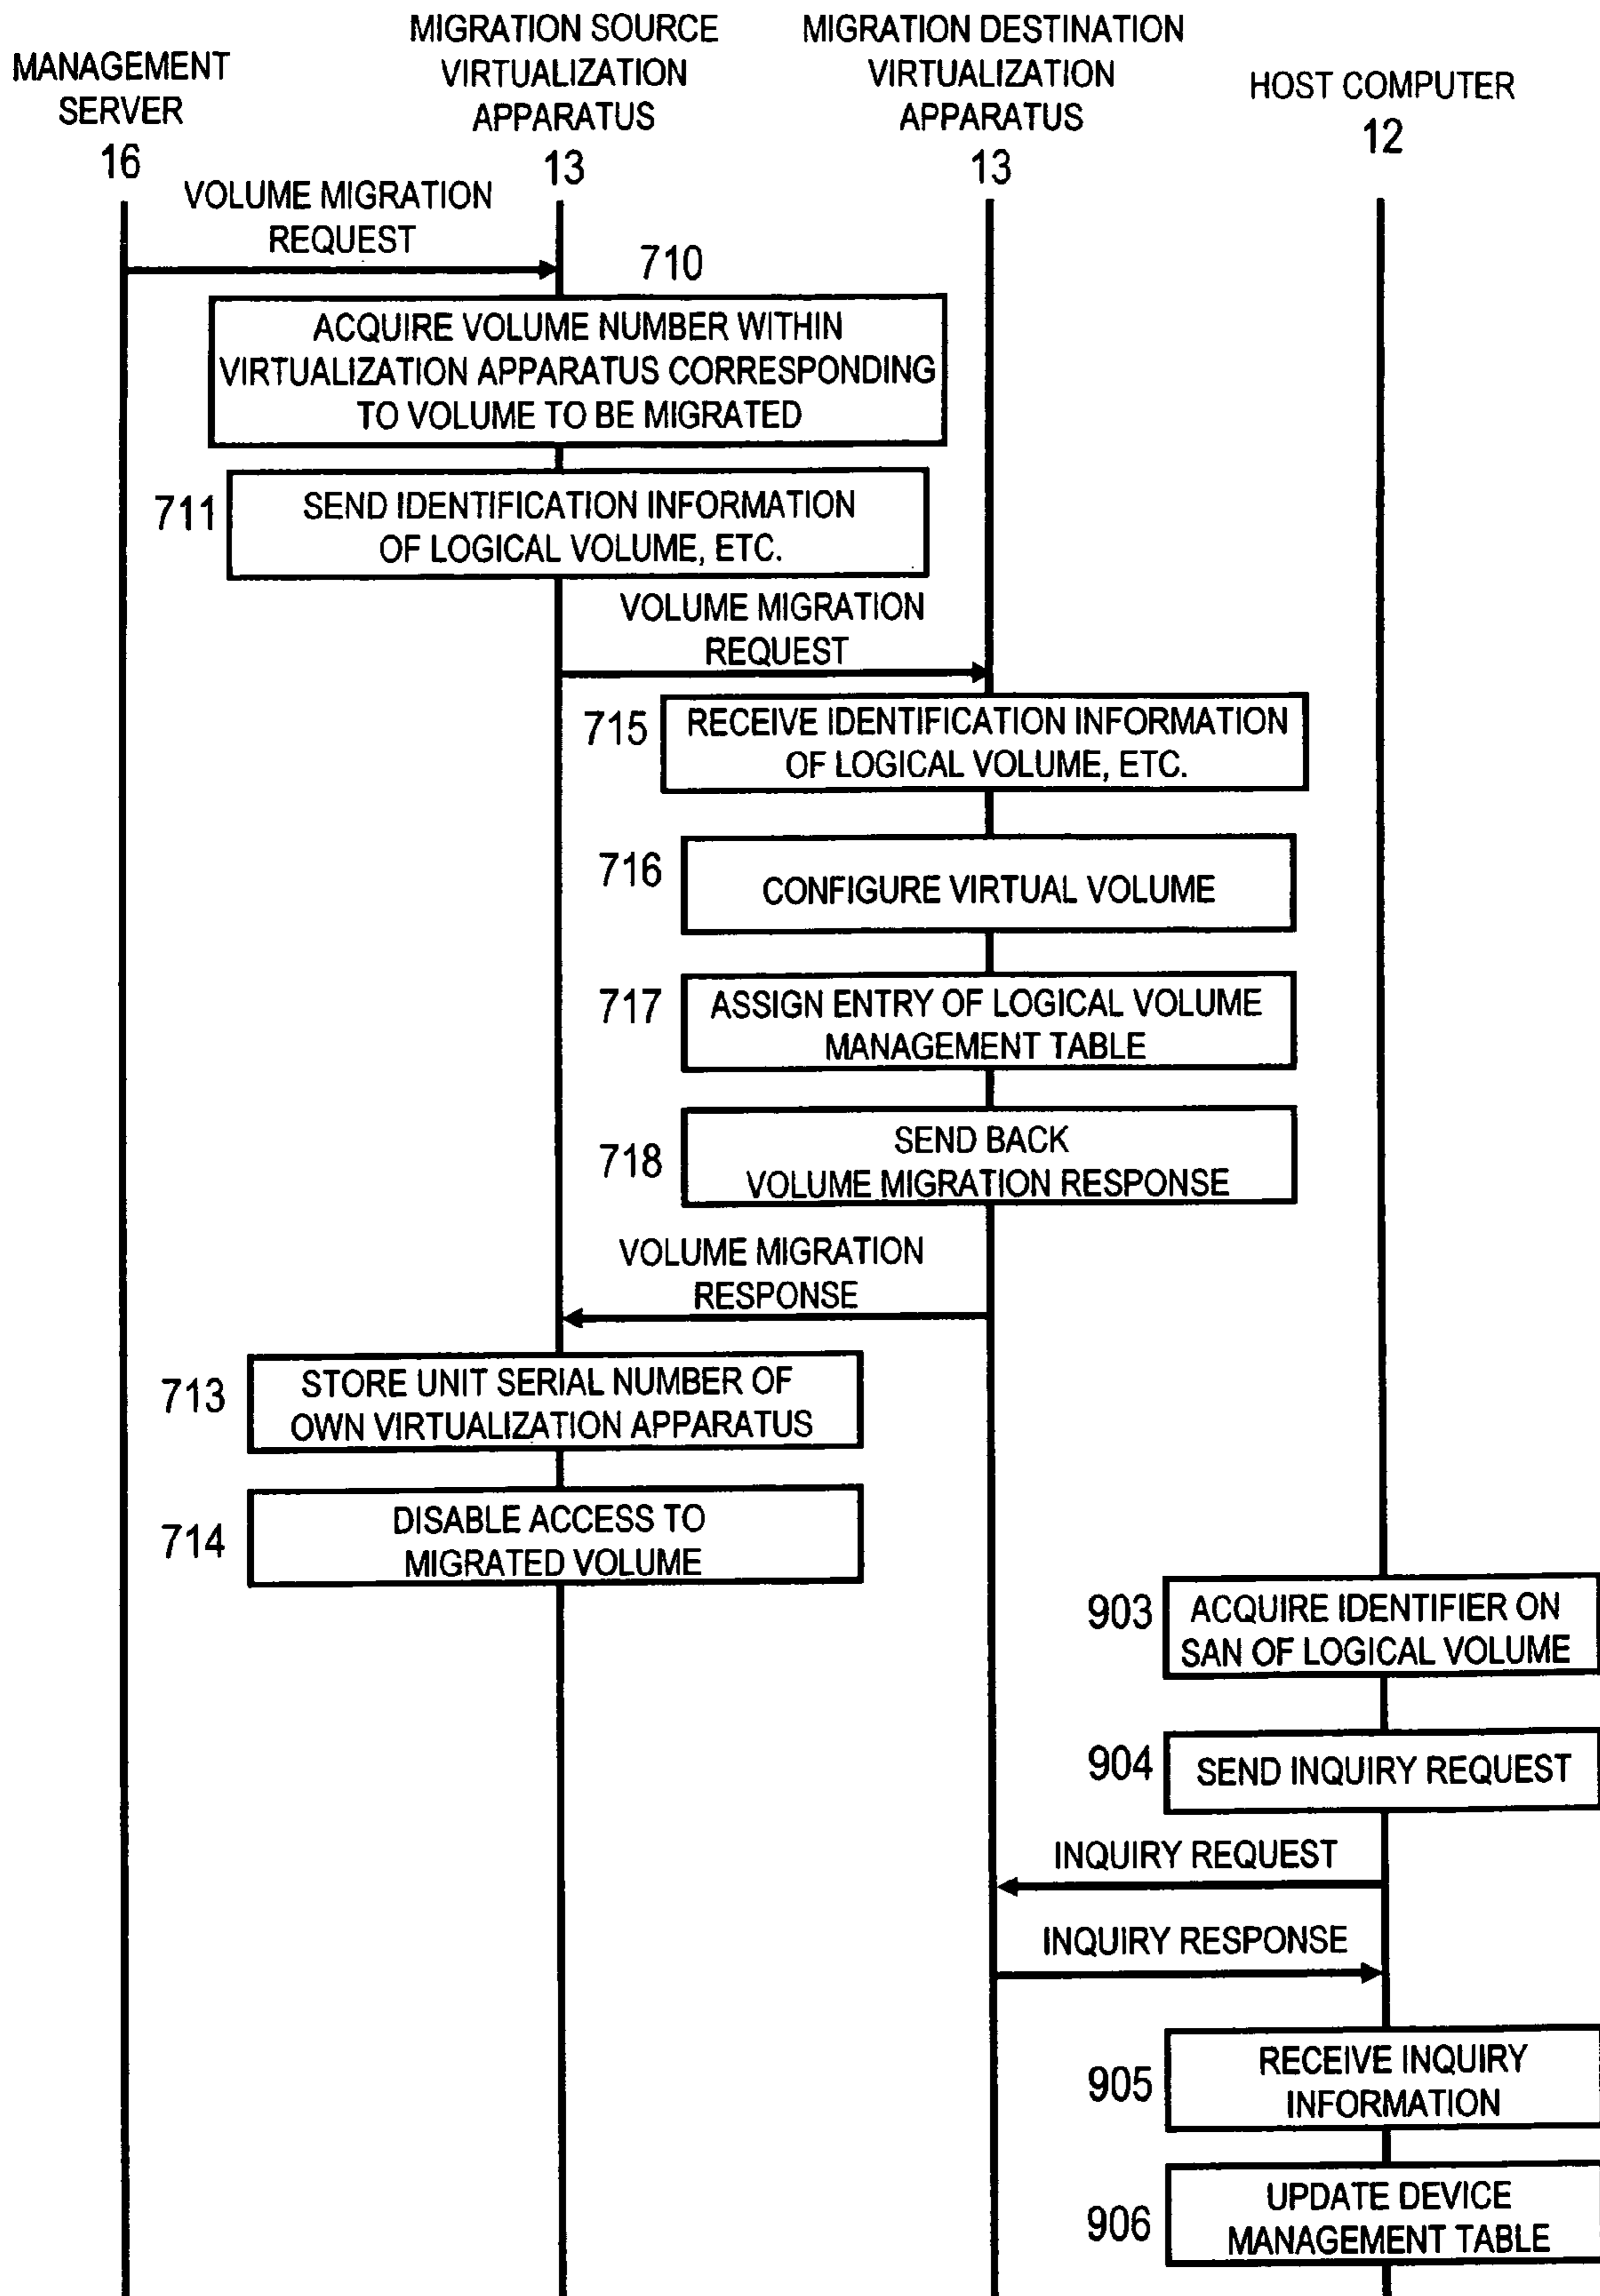 MANAGEMENT
SERVER
16
MIGRATION SOURCE
VIRTUALIZATION
APPARATUS
13
MIGRATION DESTINATION
VIRTUALIZATION
APPARATUS
13
HOST COMPUTER
12
VOLUME MIGRATION
REQUEST
710
ACQUIRE VOLUME NUMBER WITHIN
VIRTUALIZATION APPARATUS CORRESPONDING
TO VOLUME TO BE MIGRATED
711
SEND IDENTIFICATION INFORMATION
OF LOGICAL VOLUME, ETC.
VOLUME MIGRATION
REQUEST
715
RECEIVE IDENTIFICATION INFORMATION
OF LOGICAL VOLUME, ETC.
716
CONFIGURE VIRTUAL VOLUME
717
ASSIGN ENTRY OF LOGICAL VOLUME
MANAGEMENT TABLE
718
SEND BACK
VOLUME MIGRATION RESPONSE
VOLUME MIGRATION
RESPONSE
713
STORE UNIT SERIAL NUMBER OF
OWN VIRTUALIZATION APPARATUS
714
DISABLE ACCESS TO
MIGRATED VOLUME
903
ACQUIRE IDENTIFIER ON
SAN OF LOGICAL VOLUME
904
SEND INQUIRY REQUEST
INQUIRY REQUEST
INQUIRY RESPONSE
905
RECEIVE INQUIRY
INFORMATION
906
UPDATE DEVICE
MANAGEMENT TABLE